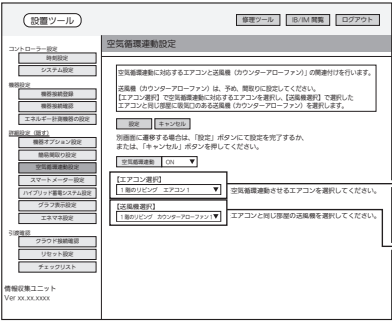 設置ツール
修理ツール
IB/IM 閲覧
ログアウト
コントローラー設定
時刻設定
システム設定
機器設定
機器接続登録
機器接続確認
エネルギー計測機器の設定
詳細設定（隠す）
機器オプション設定
簡易間取り設定
空気循環連動設定
スマートメーター設定
ハイブリッド蓄電システム設定
グラフ表示設定
エネマネ設定
引渡確認
クラウド接続確認
リセット設定
チェックリスト
情報収集ユニット
Ver xx.xx.xxxx
空気循環連動設定
空気循環連動に対応するエアコンと送風機（カウンターアローファン）の関連付けを行います。
送風機（カウンターアローファン）は、予め、間取りに設定してください。
【エアコン選択】で空気循環連動に対応するエアコンを選択し、【送風機選択】で選択した
エアコンと同じ部屋に吸気口のある送風機（カウンターアローファン）を選択します。
設定
キャンセル
別画面に遷移する場合は、「設定」ボタンにて設定を完了するか、
または、「キャンセル」ボタンを押してください。
空気循環連動 ON ▼
【エアコン選択】
1階のリビング エアコン1 ▼
空気循環連動させるエアコンを選択してください。
【送風機選択】
1階のリビング カウンターアローファン1▼
エアコンと同じ部屋の送風機を選択してください。